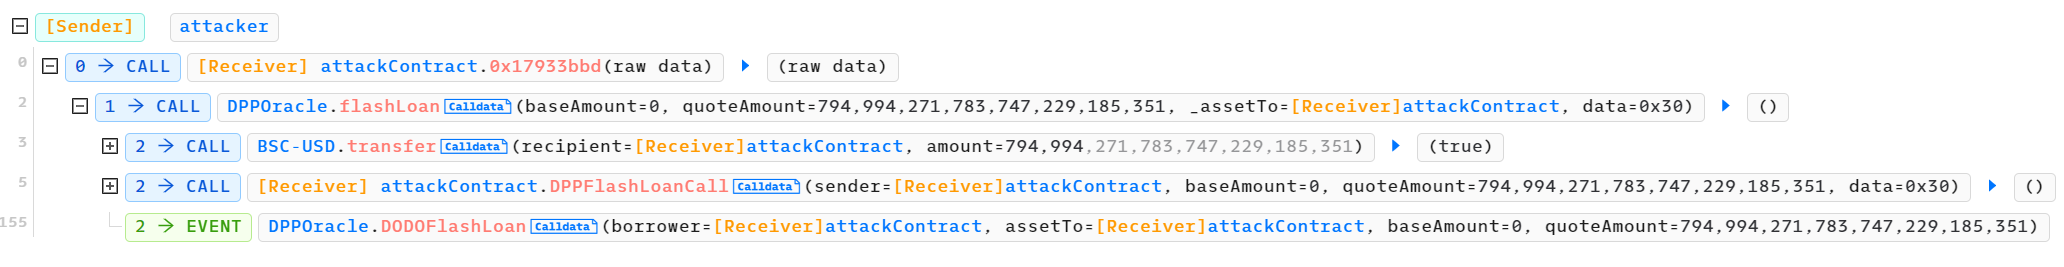 [Sender] attacker
0 0 → CALL [Receiver] attackContract.0x17933bbd(raw data) ▶ (raw data)
2 1 → CALL DPPOracle.flashLoan Calldata (baseAmount=0, quoteAmount=794,994,271,783,747,229,185,351, _assetTo=[Receiver]attackContract, data=0x30) ▶ ()
3 2 → CALL BSC-USD.transfer Calldata (recipient=[Receiver]attackContract, amount=794,994,271,783,747,229,185,351) ▶ (true)
5 2 → CALL [Receiver] attackContract.DPPFlashLoanCall Calldata (sender=[Receiver]attackContract, baseAmount=0, quoteAmount=794,994,271,783,747,229,185,351, data=0x30) ▶ ()
155 2 → EVENT DPPOracle.DODOFlashLoan Calldata (borrower=[Receiver]attackContract, assetTo=[Receiver]attackContract, baseAmount=0, quoteAmount=794,994,271,783,747,229,185,351)